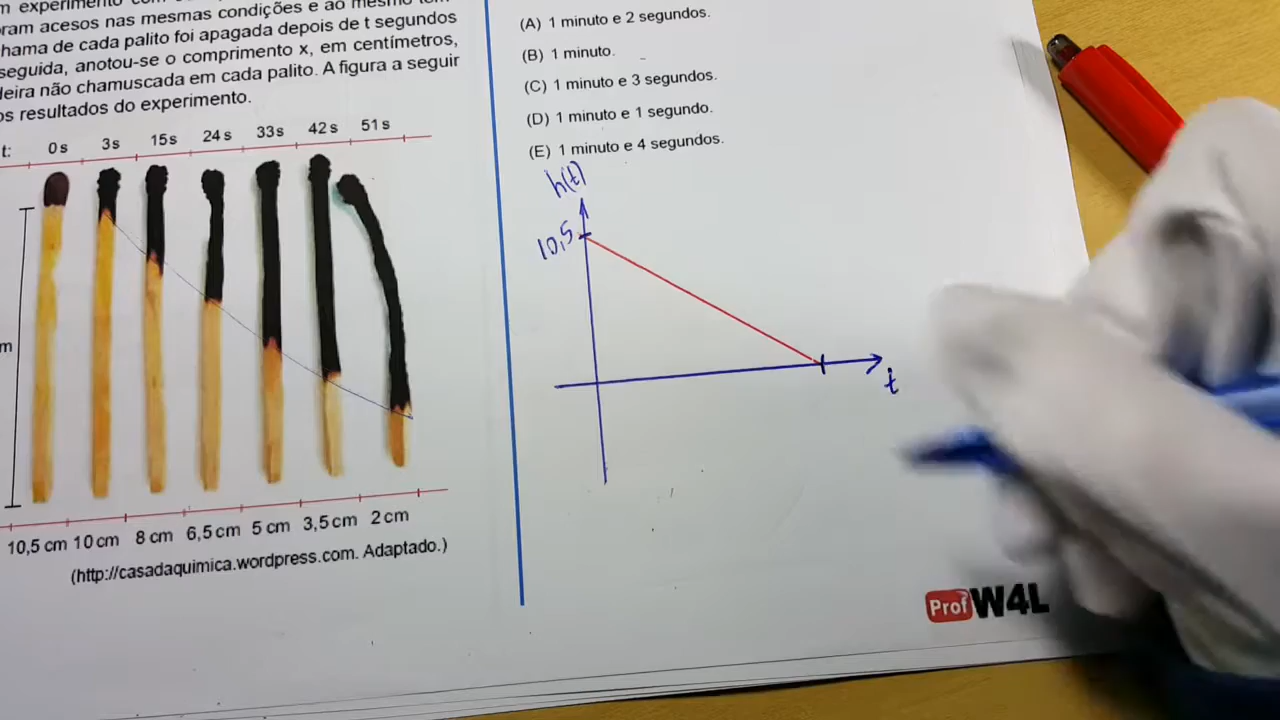 experimento
oram acesos nas mesmas condições e ao mesmo tem
chama de cada palito foi apagada depois de t segundos
seguida, anotou-se o comprimento x, em centímetros,
deira não chamuscada em cada palito. A figura a seguir
os resultados do experimento.
t: 0s 3s 15s 24s 33s 42s 51s
m
10,5 cm 10 cm 8 cm 6,5 cm 5 cm 3,5 cm 2 cm
(http://casadaquimica.wordpress.com. Adaptado.)
(A) 1 minuto e 2 segundos.
(B) 1 minuto.
(C) 1 minuto e 3 segundos.
(D) 1 minuto e 1 segundo.
(E) 1 minuto e 4 segundos.
h(t)
10,5
t
Prof W4L